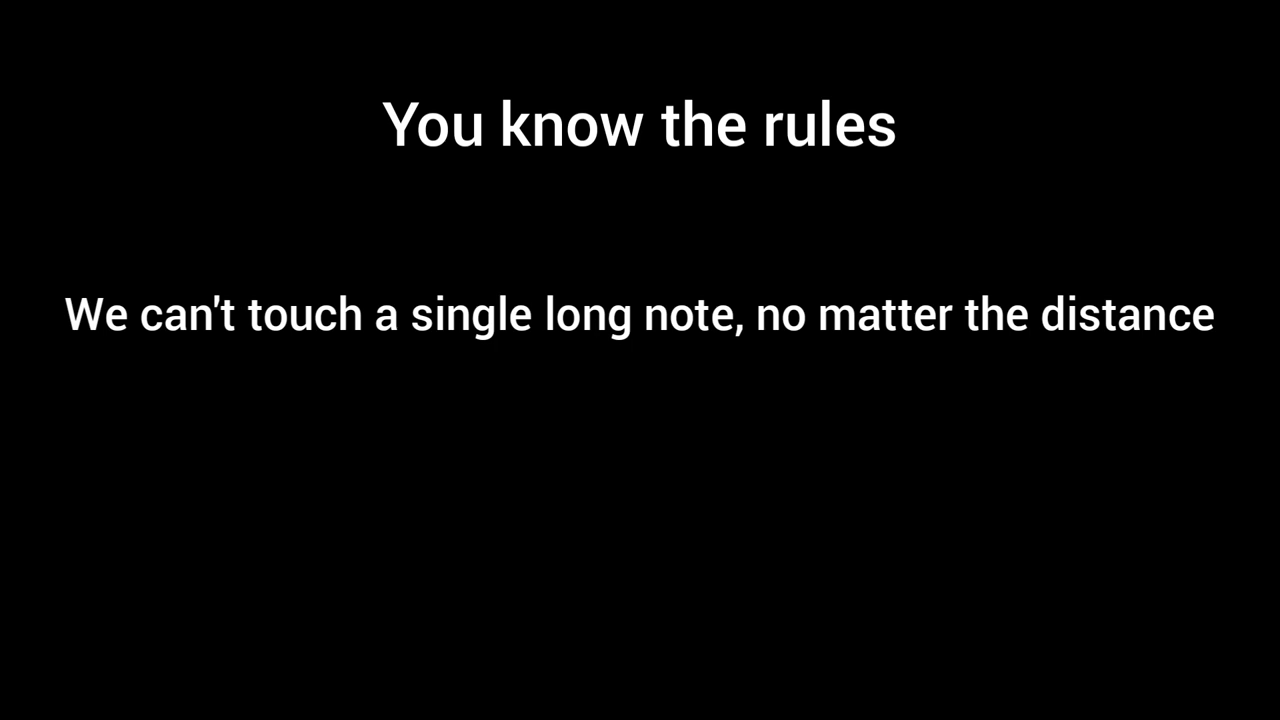 You know the rules
We can't touch a single long note, no matter the distance